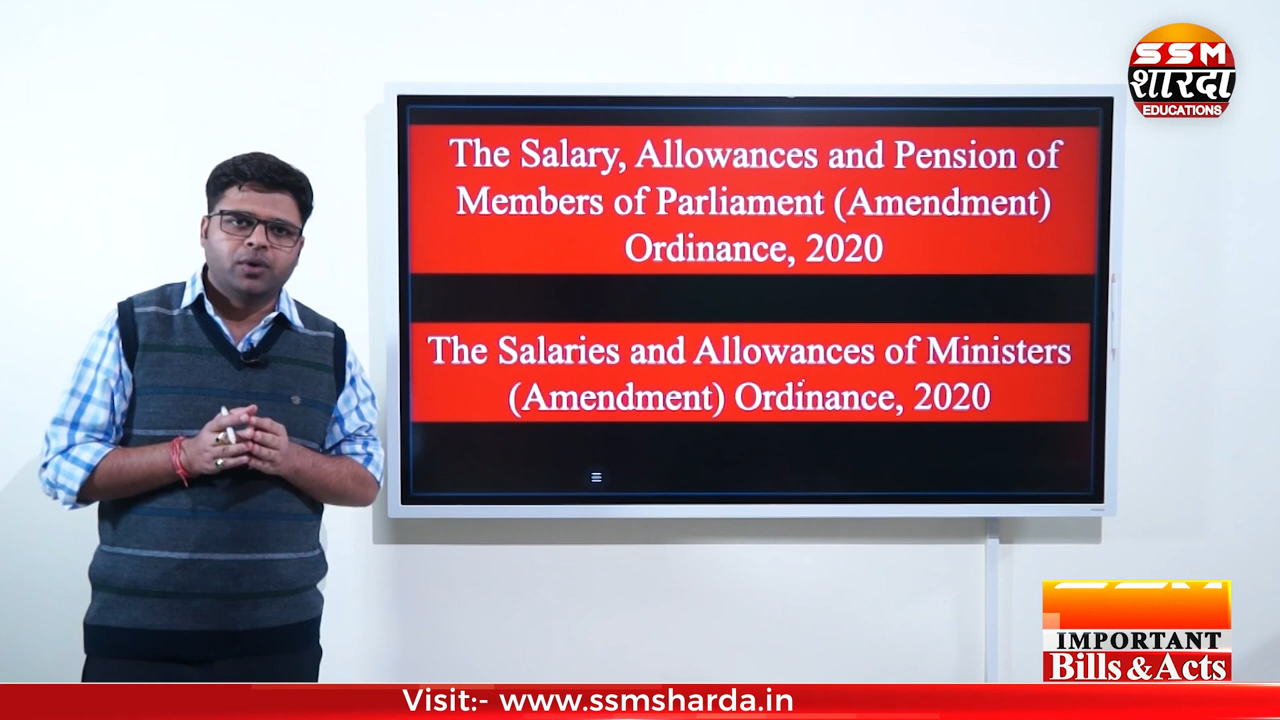 SSM
शारदा
EDUCATIONS
The Salary, Allowances and Pension of
Members of Parliament (Amendment)
Ordinance, 2020
The Salaries and Allowances of Ministers
(Amendment) Ordinance, 2020
IMPORTANT
Bills & Acts
Visit:- www.ssmsharda.in